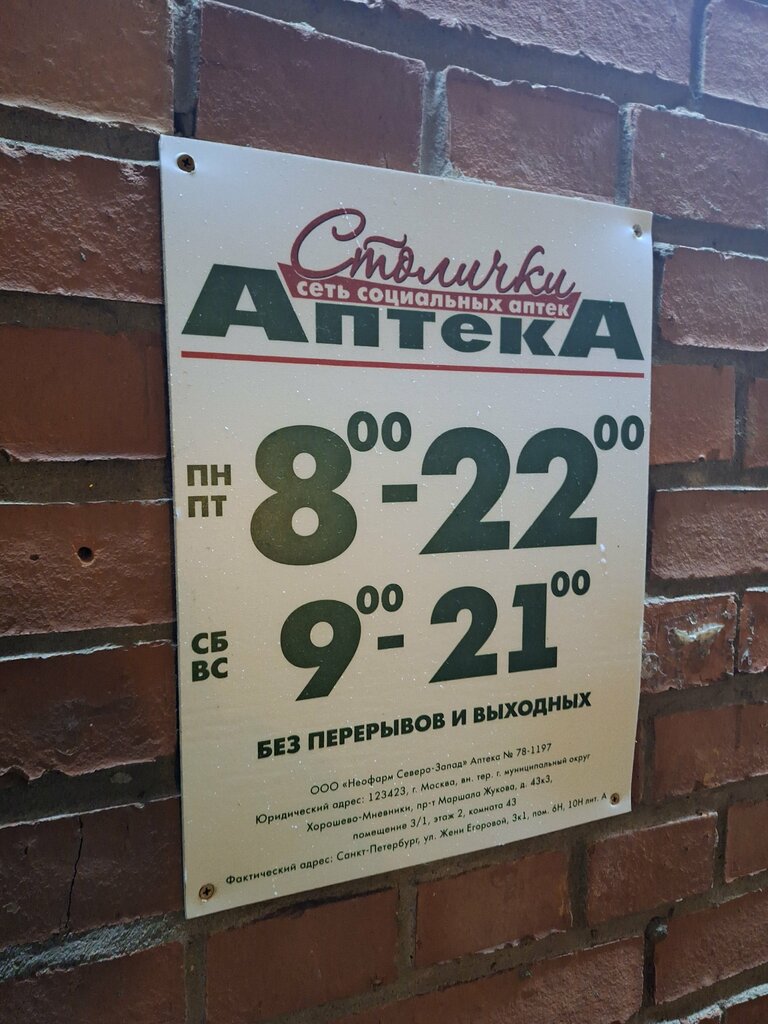 Столички
сеть социальных аптек
Аптека
ПН
ПТ
8⁰⁰-22⁰⁰
СБ
ВС
9⁰⁰-21⁰⁰
БЕЗ ПЕРЕРЫВОВ И ВЫХОДНЫХ
ООО «Неофарм Северо-Запад» Аптека № 78-1197
Юридический адрес: 123423, г. Москва, вн. тер. г. муниципальный округ
Хорошево-Мневники, пр-т Маршала Жукова, д. 43к3,
помещение 3/1, этаж 2, комната 43
Фактический адрес: Санкт-Петербург, ул. Жени Егоровой, 3к1, пом. 6Н, 10Н лит. А